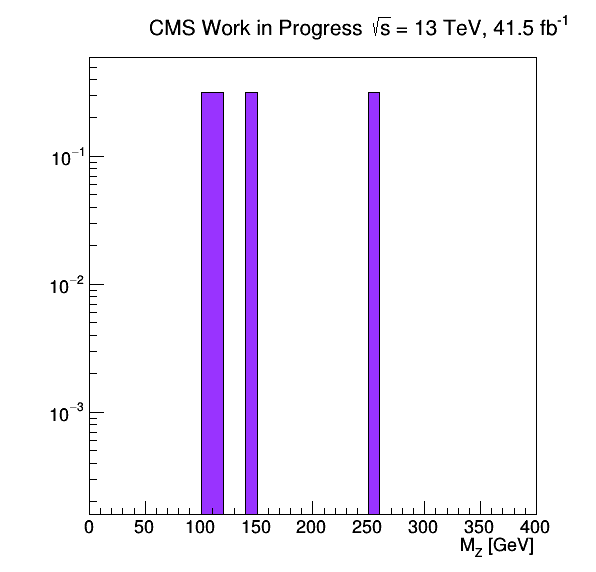 CMS Work in Progress √s = 13 TeV, 41.5 fb⁻¹
10⁻¹
10⁻²
10⁻³
0 50 100 150 200 250 300 350 400
M_Z [GeV]